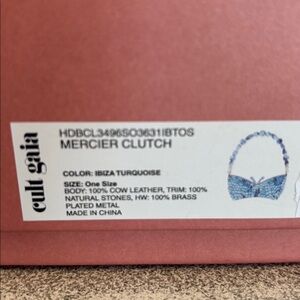 cult gaia
HDBCL3496SO3631IBTOS
MERCIER CLUTCH
COLOR: IBIZA TURQUOISE
SIZE: One Size
BODY: 100% COW LEATHER, TRIM: 100%
NATURAL STONES, HW: 100% BRASS
PLATED METAL
MADE IN CHINA